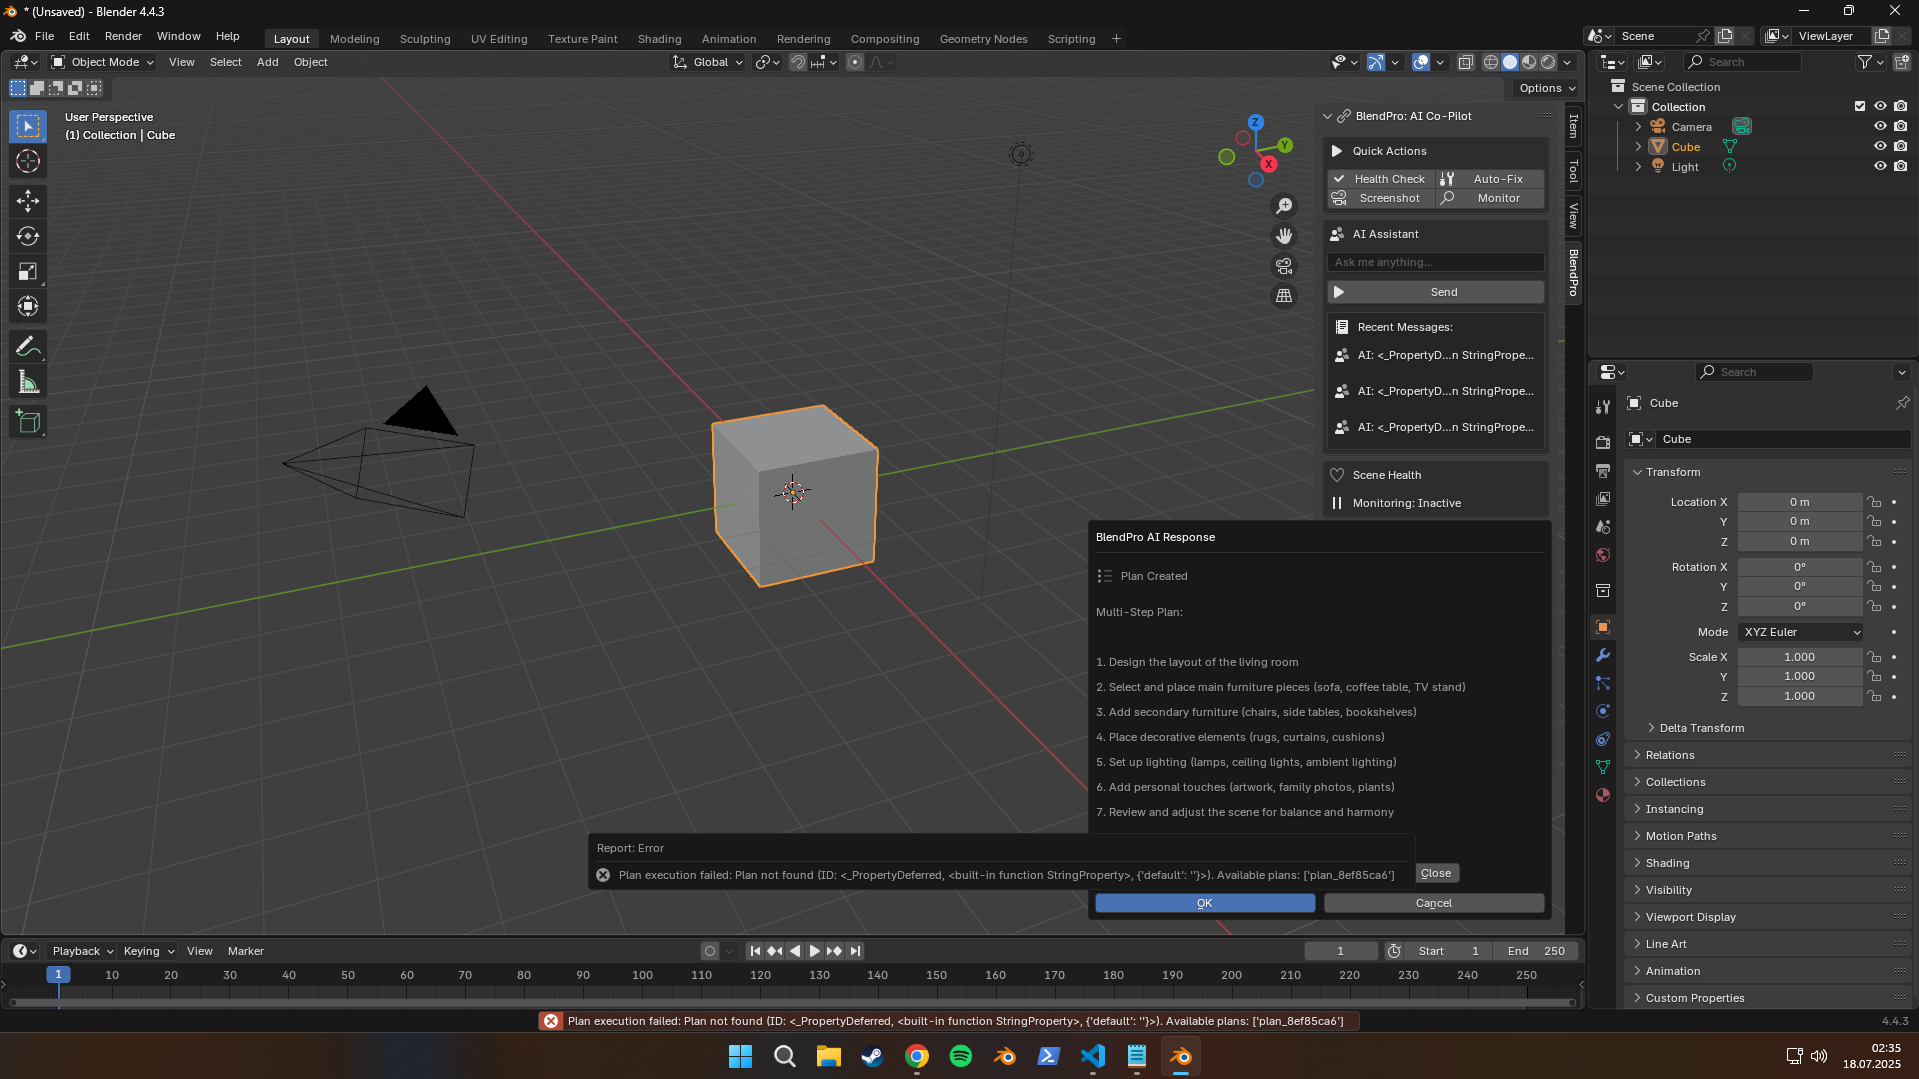 * (Unsaved) - Blender 4.4.3
File Edit Render Window Help
Layout Modeling Sculpting UV Editing Texture Paint Shading Animation Rendering Compositing Geometry Nodes Scripting +
Scene
ViewLayer
Object Mode View Select Add Object
Global
Options
User Perspective
(1) Collection | Cube
Z
Y
X
BlendPro: AI Co-Pilot
Quick Actions
Health Check Auto-Fix
Screenshot Monitor
AI Assistant
Ask me anything...
Send
Recent Messages:
AI: <_PropertyD...n StringPrope...
AI: <_PropertyD...n StringPrope...
AI: <_PropertyD...n StringPrope...
Scene Health
Monitoring: Inactive
Item
Tool
View
BlendPro
BlendPro AI Response
Plan Created
Multi-Step Plan:
1. Design the layout of the living room
2. Select and place main furniture pieces (sofa, coffee table, TV stand)
3. Add secondary furniture (chairs, side tables, bookshelves)
4. Place decorative elements (rugs, curtains, cushions)
5. Set up lighting (lamps, ceiling lights, ambient lighting)
6. Add personal touches (artwork, family photos, plants)
7. Review and adjust the scene for balance and harmony
Close
OK Cancel
Report: Error
Plan execution failed: Plan not found (ID: <_PropertyDeferred, <built-in function StringProperty>, {'default': ''}>). Available plans: ['plan_8ef85ca6']
Search
Scene Collection
Collection
Camera
Cube
Light
Search
Cube
Cube
Transform
Location X 0 m
Y 0 m
Z 0 m
Rotation X 0°
Y 0°
Z 0°
Mode XYZ Euler
Scale X 1.000
Y 1.000
Z 1.000
Delta Transform
Relations
Collections
Instancing
Motion Paths
Shading
Visibility
Viewport Display
Line Art
Animation
Custom Properties
Playback Keying View Marker
1 Start 1 End 250
1 10 20 30 40 50 60 70 80 90 100 110 120 130 140 150 160 170 180 190 200 210 220 230 240 250
Plan execution failed: Plan not found (ID: <_PropertyDeferred, <built-in function StringProperty>, {'default': ''}>). Available plans: ['plan_8ef85ca6']
4.4.3
02:35
18.07.2025